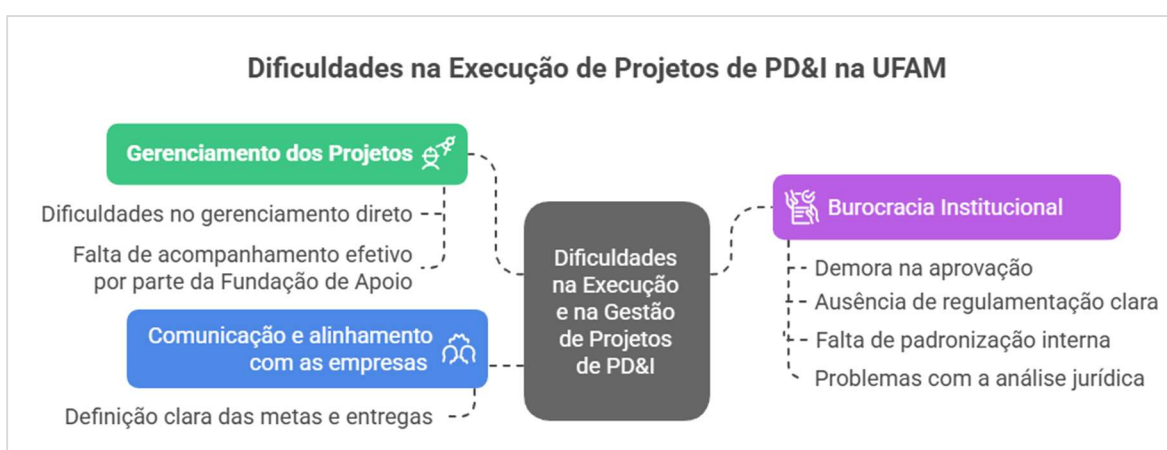 Dificuldades na Execução de Projetos de PD&I na UFAM
Gerenciamento dos Projetos
Dificuldades no gerenciamento direto
Falta de acompanhamento efetivo
por parte da Fundação de Apoio
Comunicação e alinhamento
com as empresas
Definição clara das metas e entregas
Dificuldades
na Execução
e na Gestão
de Projetos
de PD&I
Burocracia Institucional
Demora na aprovação
Ausência de regulamentação clara
Falta de padronização interna
Problemas com a análise jurídica